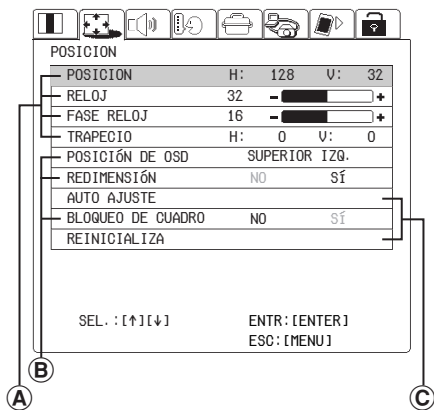 POSICION
POSICION H: 128 V: 32
RELOJ 32 - +
FASE RELOJ 16 - +
TRAPECIO H: 0 V: 0
POSICIóN DE OSD SUPERIOR IZQ.
REDIMENSIóN NO Sí
AUTO AJUSTE
BLOQUEO DE CUADRO NO Sí
REINICIALIZA
SEL.:[↑][↓] ENTR:[ENTER]
ESC:[MENU]
B
A C